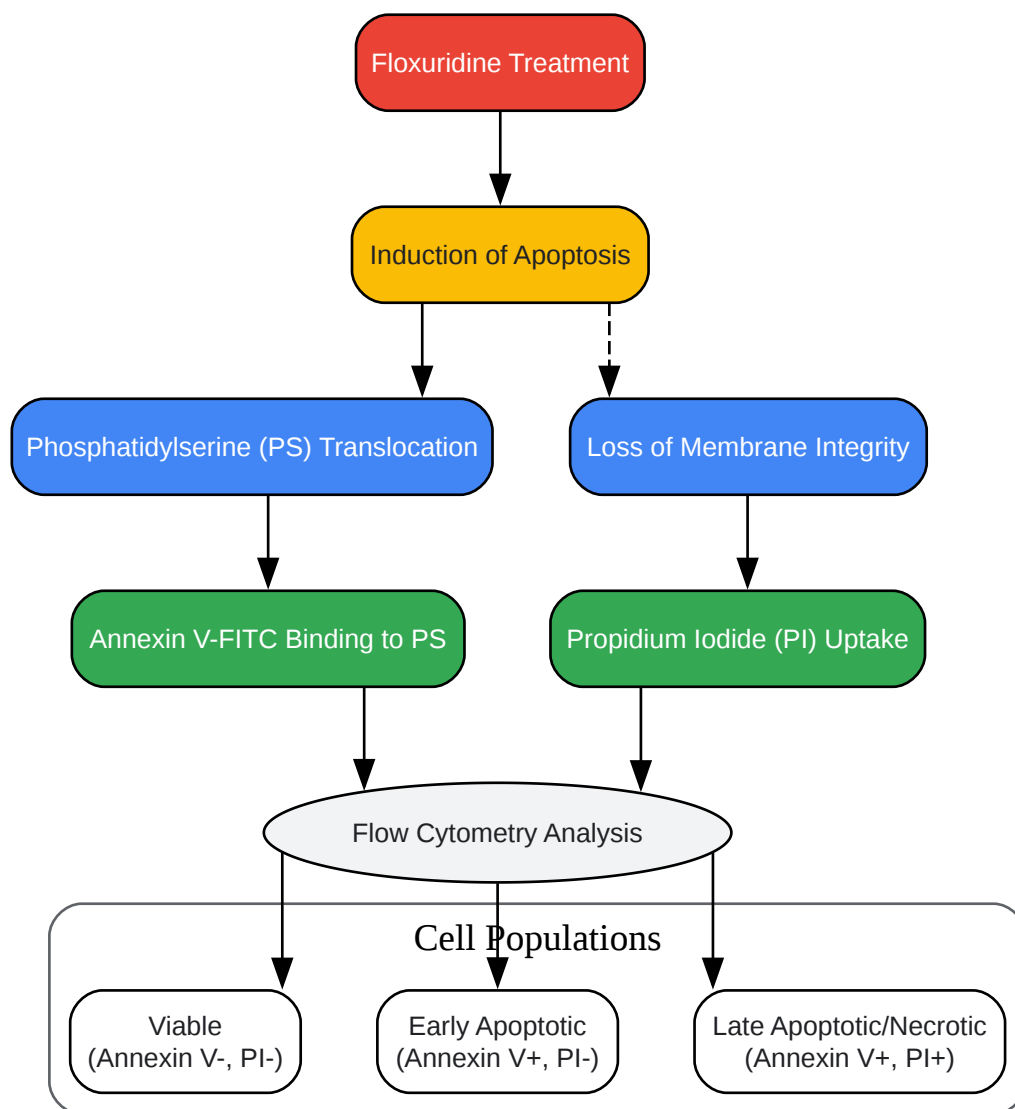 Floxuridine Treatment
Induction of Apoptosis
Phosphatidylserine (PS) Translocation
Loss of Membrane Integrity
Annexin V-FITC Binding to PS
Propidium Iodide (PI) Uptake
Flow Cytometry Analysis
Cell Populations
Viable
(Annexin V-, PI-)
Early Apoptotic
(Annexin V+, PI-)
Late Apoptotic/Necrotic
(Annexin V+, PI+)